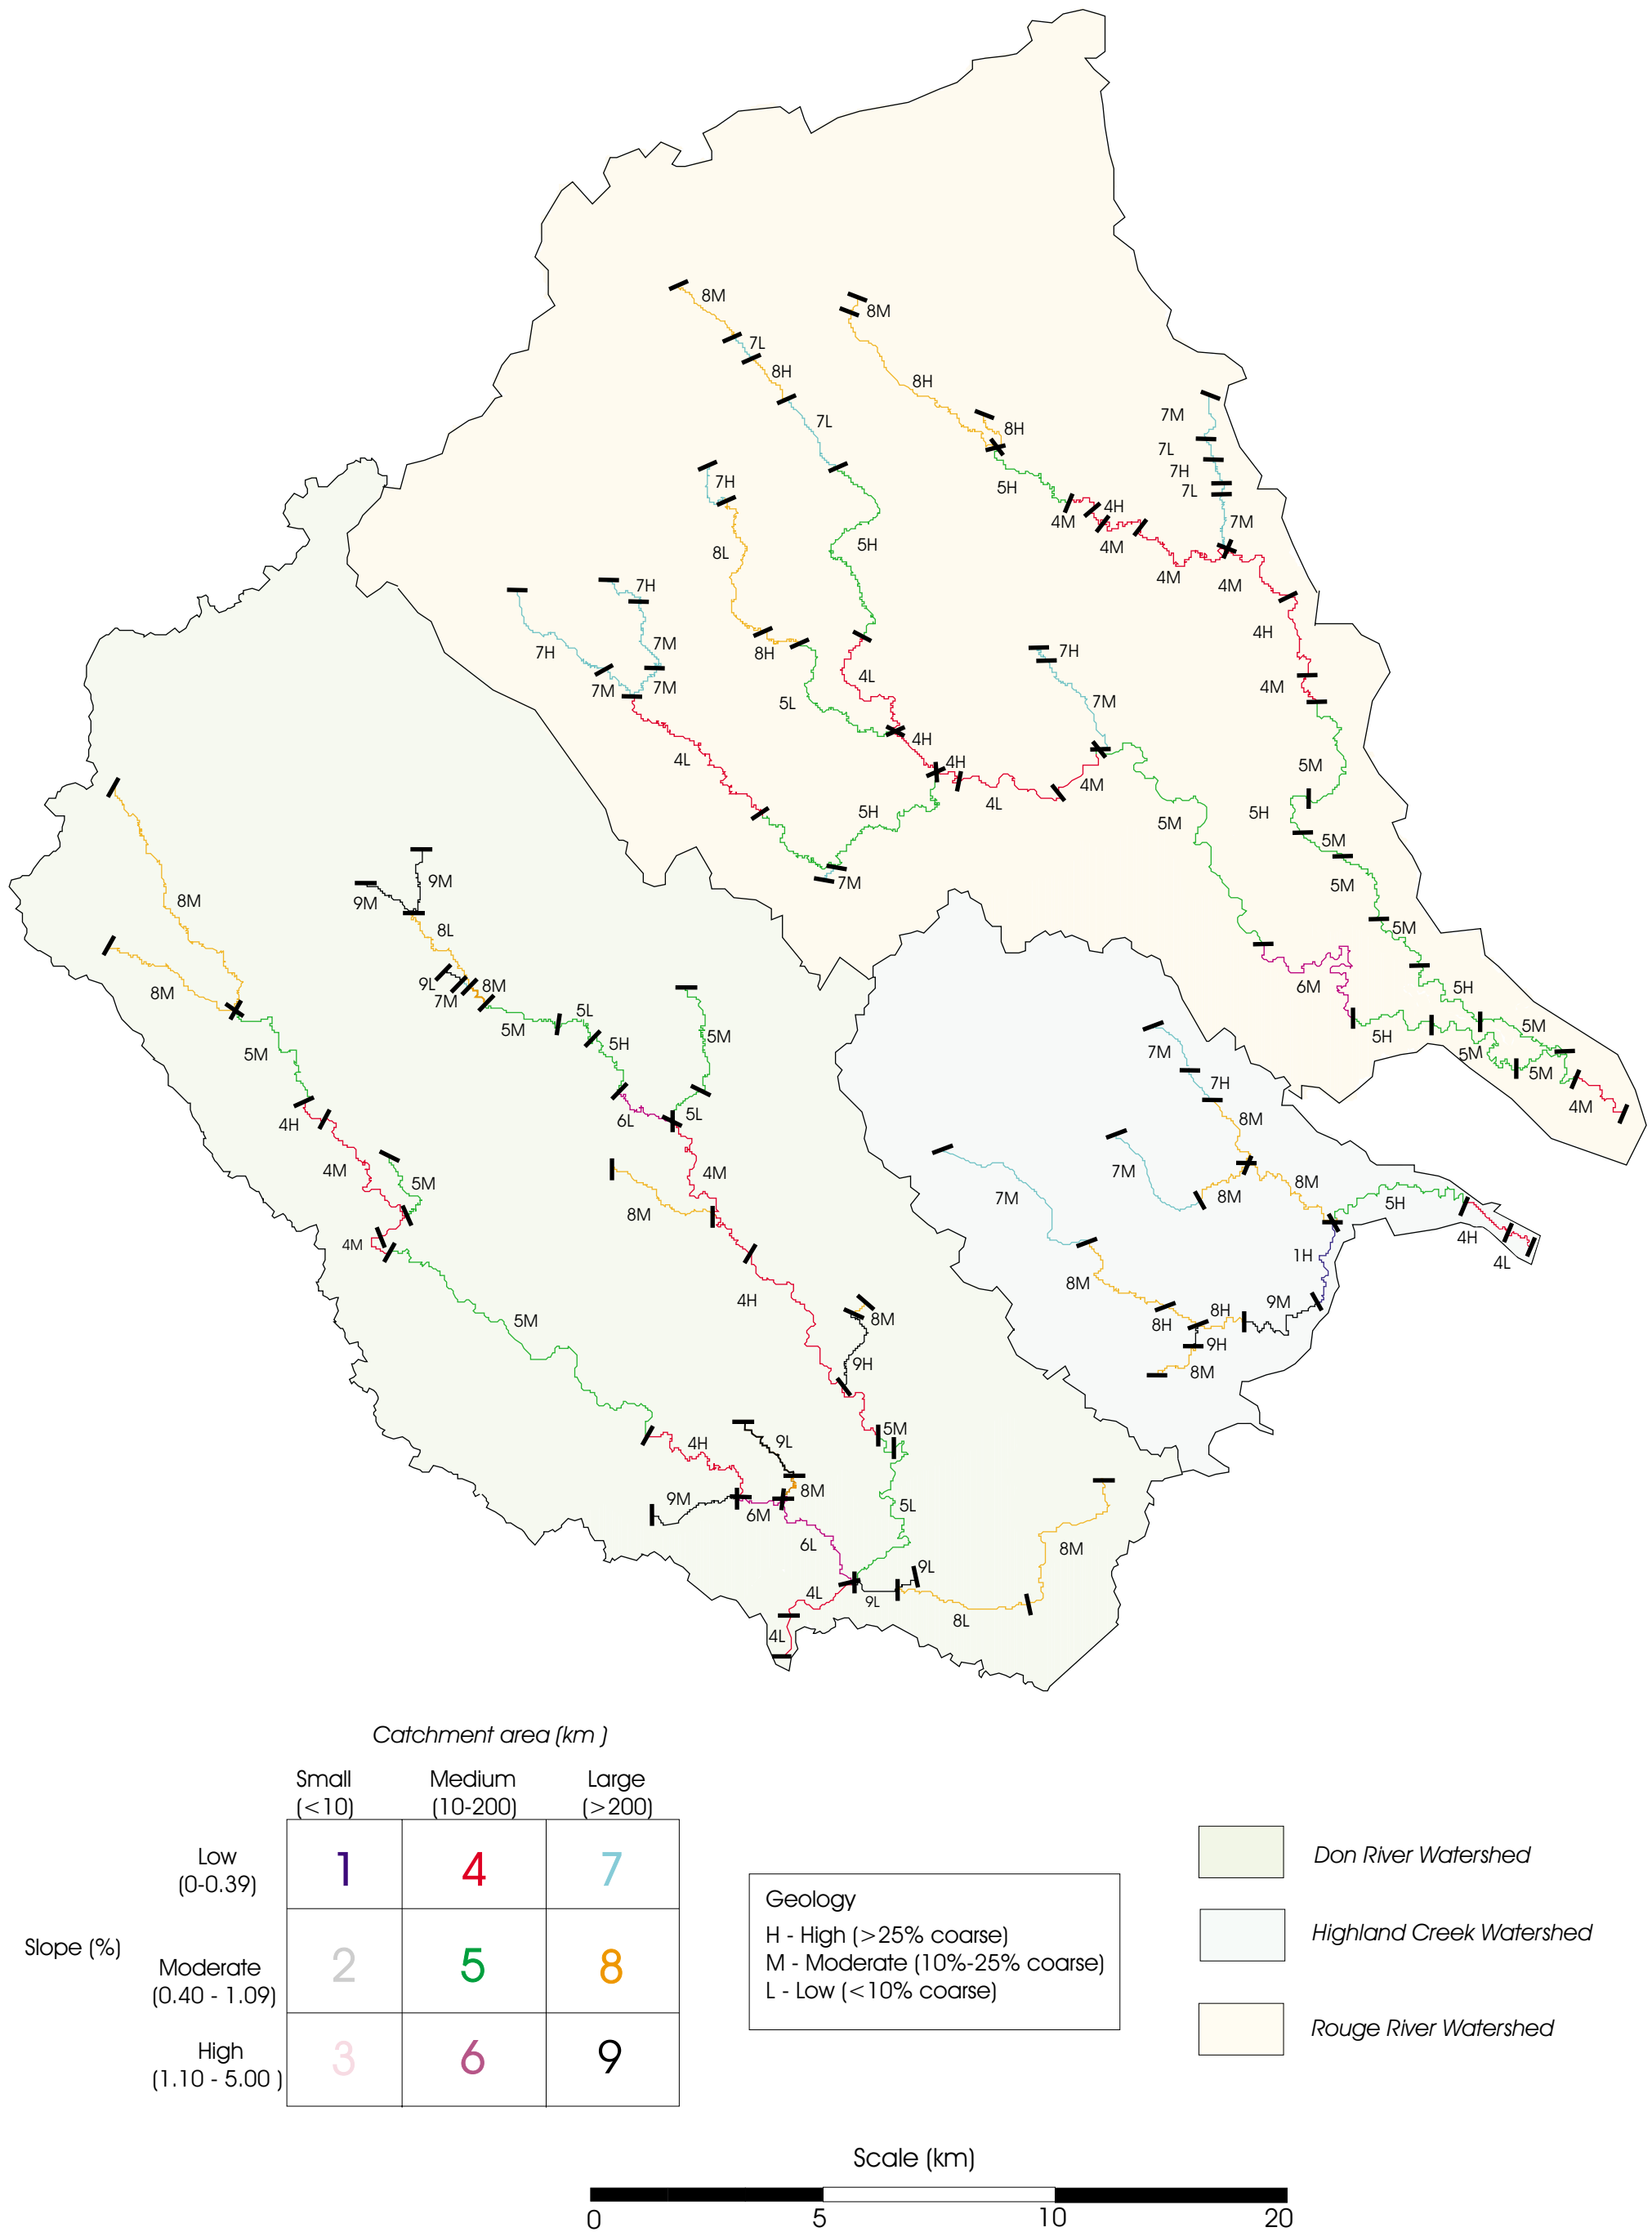 8M
8M
7L
8H
8H
7M
7L
8H
7L
7H
7H
5H
7L
4H
4M
7M
8L
5H
4M
4M
4M
7H
4H
7H
7M
8H
7H
4L
4M
7M
7M
5L
7M
4L
4H
4H
5M
4M
4L
5H
5H
5M
5M
7M
5M
9M
8M
9M
5M
8L
6M
9L
8M
5H
8M
7M
5L
5M
5M
5H
5M
5M
5M
5H
7M
5M
4M
6L
5L
4H
7H
8M
4M
4M
7M
5M
7M
8M
8M
8M
5H
4M
4H
1H
4L
8M
4H
9M
8H
8M
8H
5M
9H
9H
8M
5M
4H
9L
9M
8M
6M
5L
6L
8M
9L
4L
9L
8L
4L
Catchment area (km )
Small
(<10)
Medium
(10-200)
Large
(>200)
Slope (%)
Low
(0-0.39)
1
4
7
Moderate
(0.40 - 1.09)
2
5
8
High
(1.10 - 5.00 )
3
6
9
Geology
H - High (>25% coarse)
M - Moderate (10%-25% coarse)
L - Low (<10% coarse)
Don River Watershed
Highland Creek Watershed
Rouge River Watershed
Scale (km)
0
5
10
20